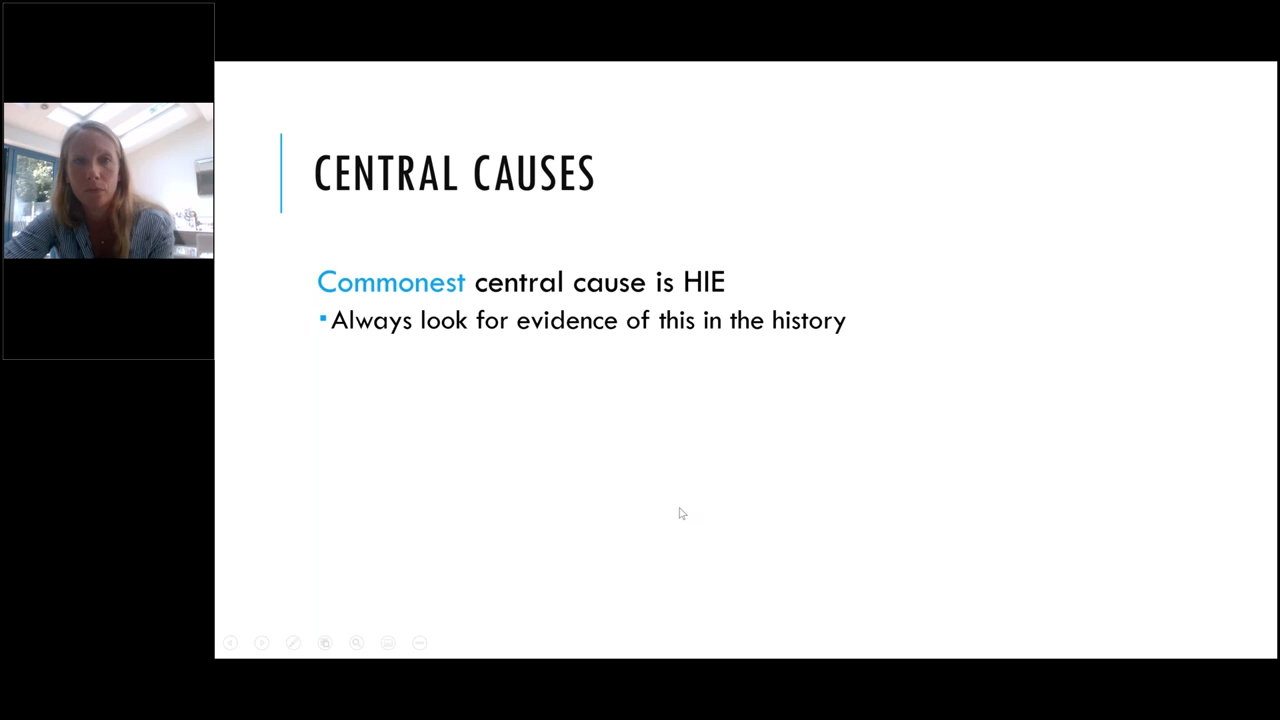 CENTRAL CAUSES
Commonest central cause is HIE
▪Always look for evidence of this in the history